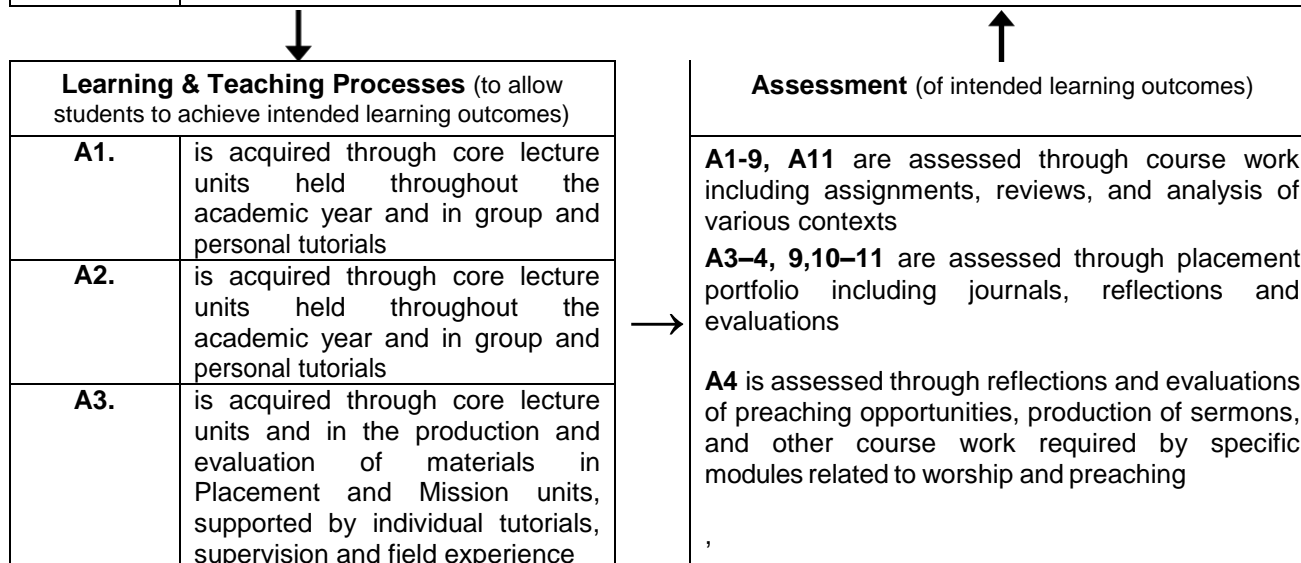 Learning & Teaching Processes (to allow
students to achieve intended learning outcomes)
A1.
is acquired through core lecture
units held throughout the
academic year and in group and
personal tutorials
A2.
is acquired through core lecture
units held throughout the
academic year and in group and
personal tutorials
A3.
is acquired through core lecture
units and in the production and
evaluation of materials in
Placement and Mission units,
supported by individual tutorials,
supervision and field experience
Assessment (of intended learning outcomes)
A1-9, A11 are assessed through course work
including assignments, reviews, and analysis of
various contexts
A3–4, 9,10–11 are assessed through placement
portfolio including journals, reflections and
evaluations
A4 is assessed through reflections and evaluations
of preaching opportunities, production of sermons,
and other course work required by specific
modules related to worship and preaching
,